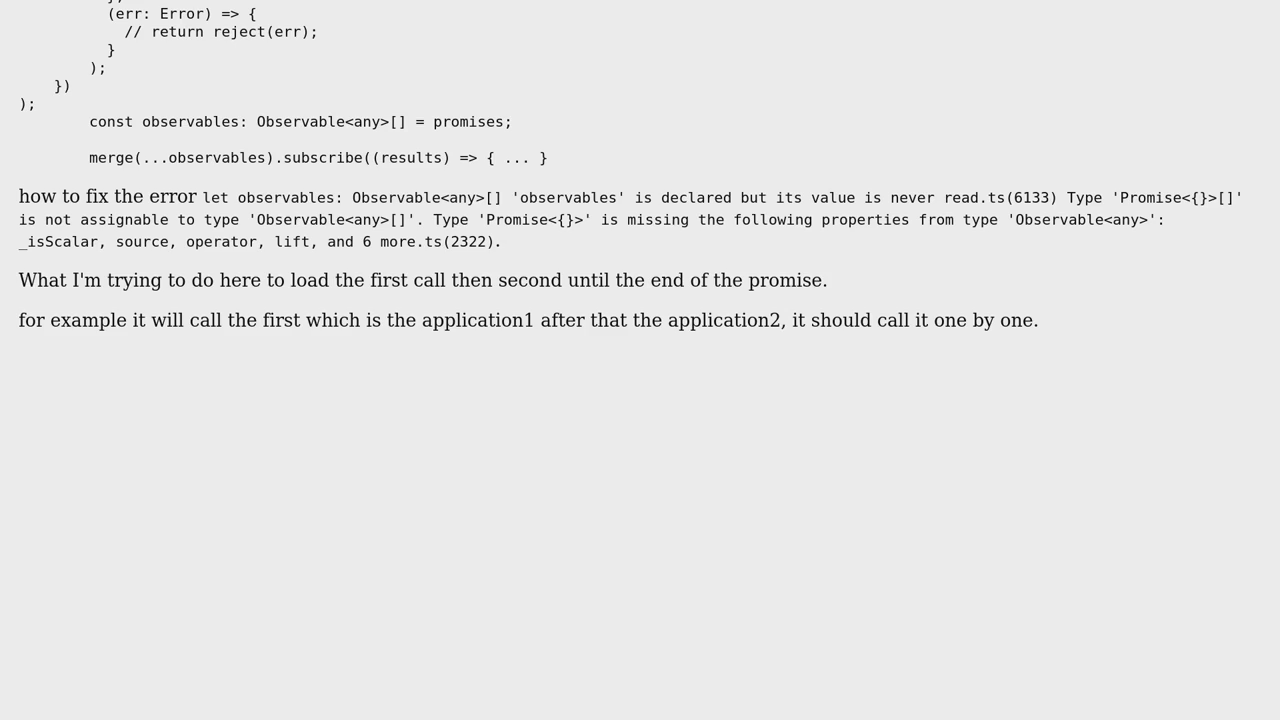 (err: Error) => {
// return reject(err);
}
);
})
);
const observables: Observable<any>[] = promises;
merge(...observables).subscribe((results) => { ... }
how to fix the error let observables: Observable<any>[] 'observables' is declared but its value is never read.ts(6133) Type 'Promise<{}>[]'
is not assignable to type 'Observable<any>[]'. Type 'Promise<{}>' is missing the following properties from type 'Observable<any>':
_isScalar, source, operator, lift, and 6 more.ts(2322).
What I'm trying to do here to load the first call then second until the end of the promise.
for example it will call the first which is the application1 after that the application2, it should call it one by one.